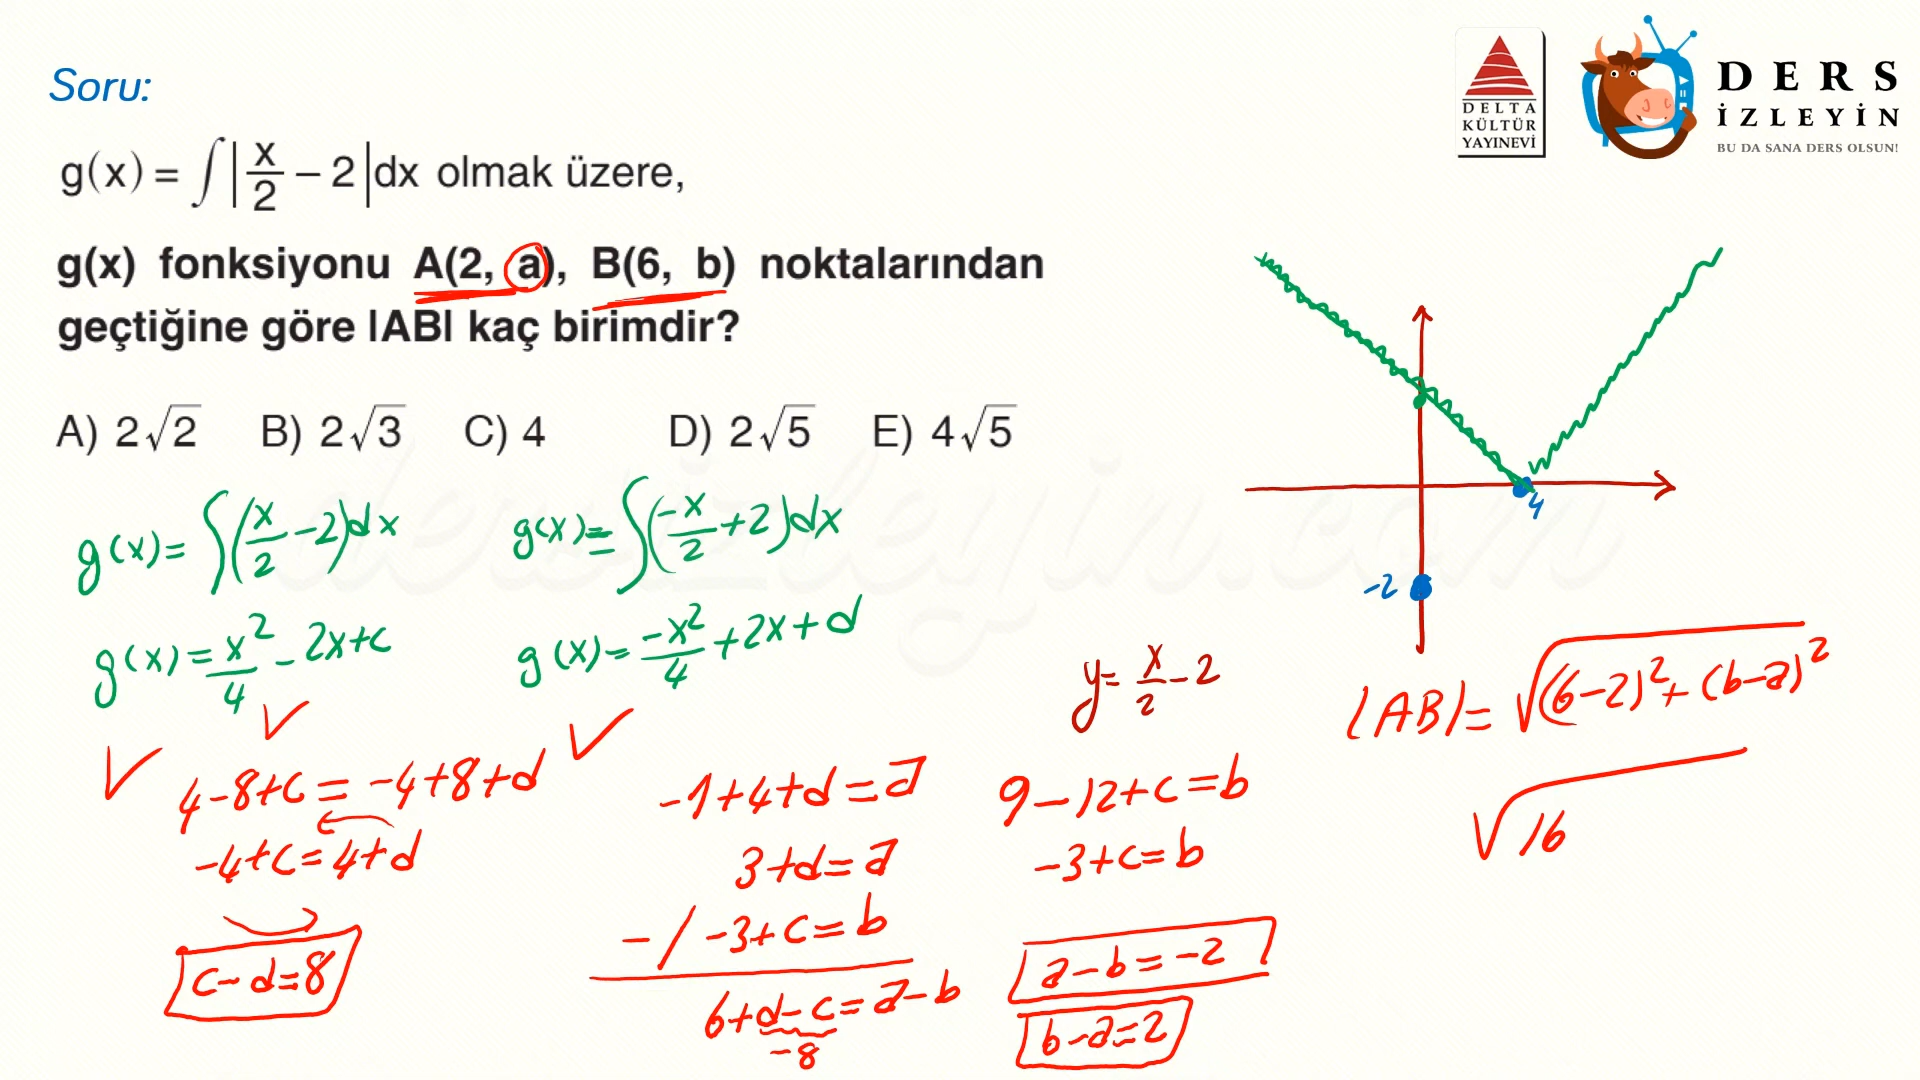 Soru:
g(x) = ∫ | x/2 – 2 | dx olmak üzere,
g(x) fonksiyonu A(2, a), B(6, b) noktalarından
geçtiğine göre |AB| kaç birimdir?
A) 2√2 B) 2√3 C) 4 D) 2√5 E) 4√5
DELTA
KÜLTÜR
YAYINEVİ
DERS
İZLEYİN
BU DA SANA DERS OLSUN!
dersizleyin.com
g(x) = ∫(x/2 - 2)dx
g(x) = x²/4 - 2x + c
g(x) = ∫(-x/2 + 2)dx
g(x) = -x²/4 + 2x + d
4
-2
y = x/2 - 2
|AB| = √(6-2)² + (b-a)²
√16
4-8+c = -4+8+d
-4+c = 4+d
c-d=8
-1+4+d=a
3+d=a
-/ -3+c=b
6+d-c=a-b
-8
9-12+c=b
-3+c=b
a-b=-2
b-a=2